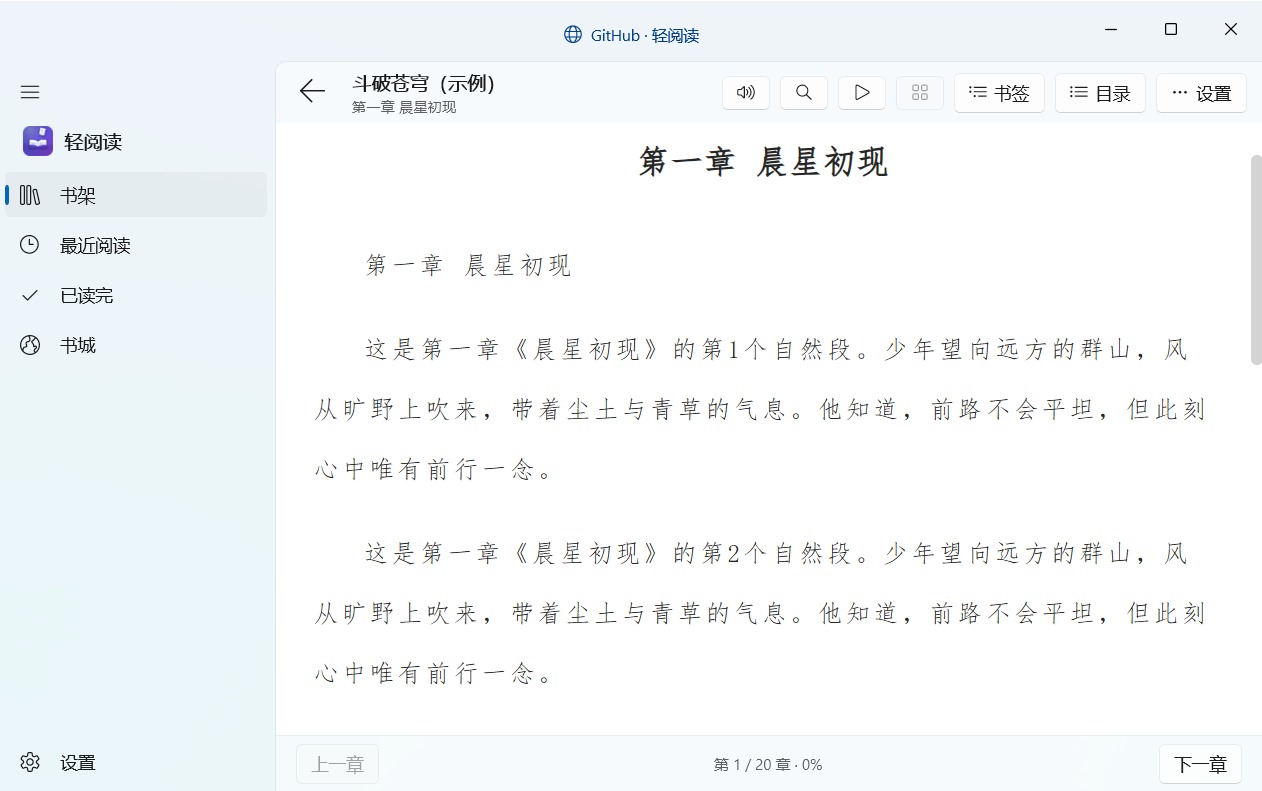 GitHub · 轻阅读
轻阅读
书架
最近阅读
已读完
书城
设置
斗破苍穹（示例）
第一章 晨星初现
书签
目录
设置
第一章 晨星初现
第一章 晨星初现
这是第一章《晨星初现》的第1个自然段。少年望向远方的群山，风
从旷野上吹来，带着尘土与青草的气息。他知道，前路不会平坦，但此刻
心中唯有前行一念。
这是第一章《晨星初现》的第2个自然段。少年望向远方的群山，风
从旷野上吹来，带着尘土与青草的气息。他知道，前路不会平坦，但此刻
心中唯有前行一念。
上一章
第 1 / 20 章 · 0%
下一章